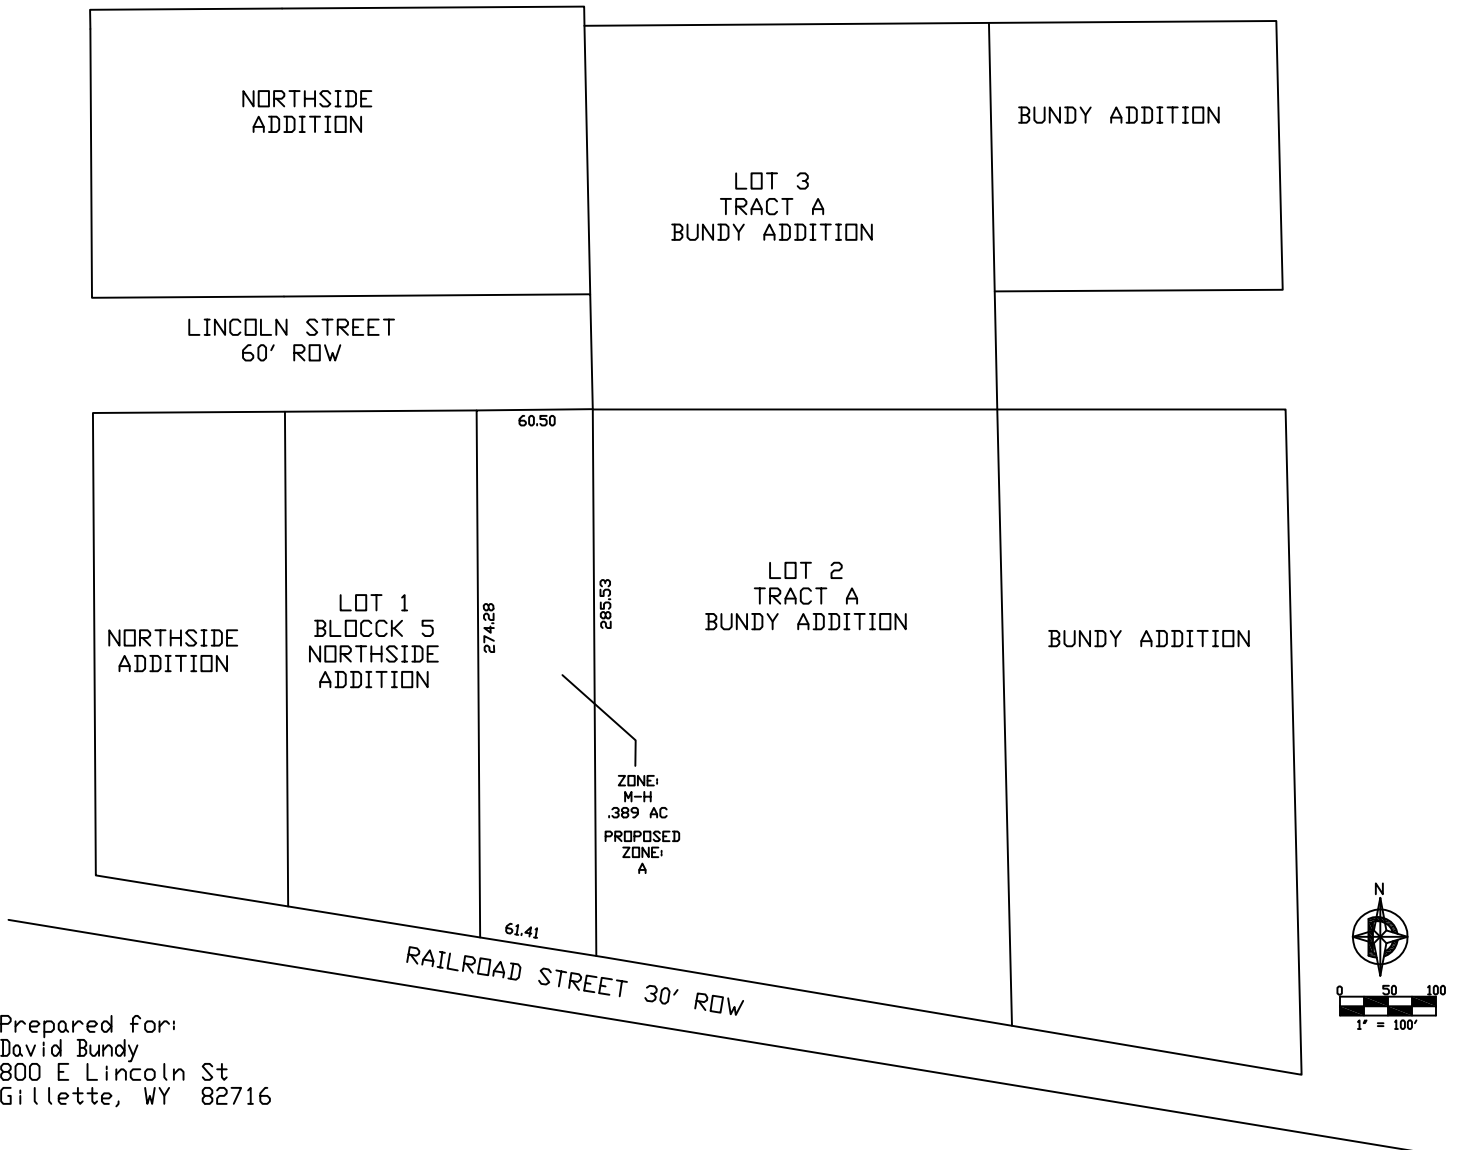 NORTHSIDE
ADDITION
BUNDY ADDITION
LOT 3
TRACT A
BUNDY ADDITION
LINCOLN STREET
60' ROW
60.50
LOT 2
TRACT A
BUNDY ADDITION
285.53
274.28
LOT 1
BLOCCK 5
NORTHSIDE
ADDITION
NORTHSIDE
ADDITION
BUNDY ADDITION
ZONE:
M-H
.389 AC
PROPOSED
ZONE:
A
61.41
RAILROAD STREET 30' ROW
N
0 50 100
1" = 100'
Prepared for:
David Bundy
800 E Lincoln St
Gillette, WY 82716